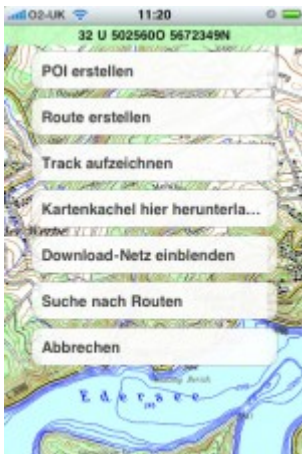 O2-UK 11:20
32 U 502560O 5672349N
POI erstellen
Route erstellen
Track aufzeichnen
Kartenkachel hier herunterla...
Download-Netz einblenden
Suche nach Routen
Abbrechen
Edersee